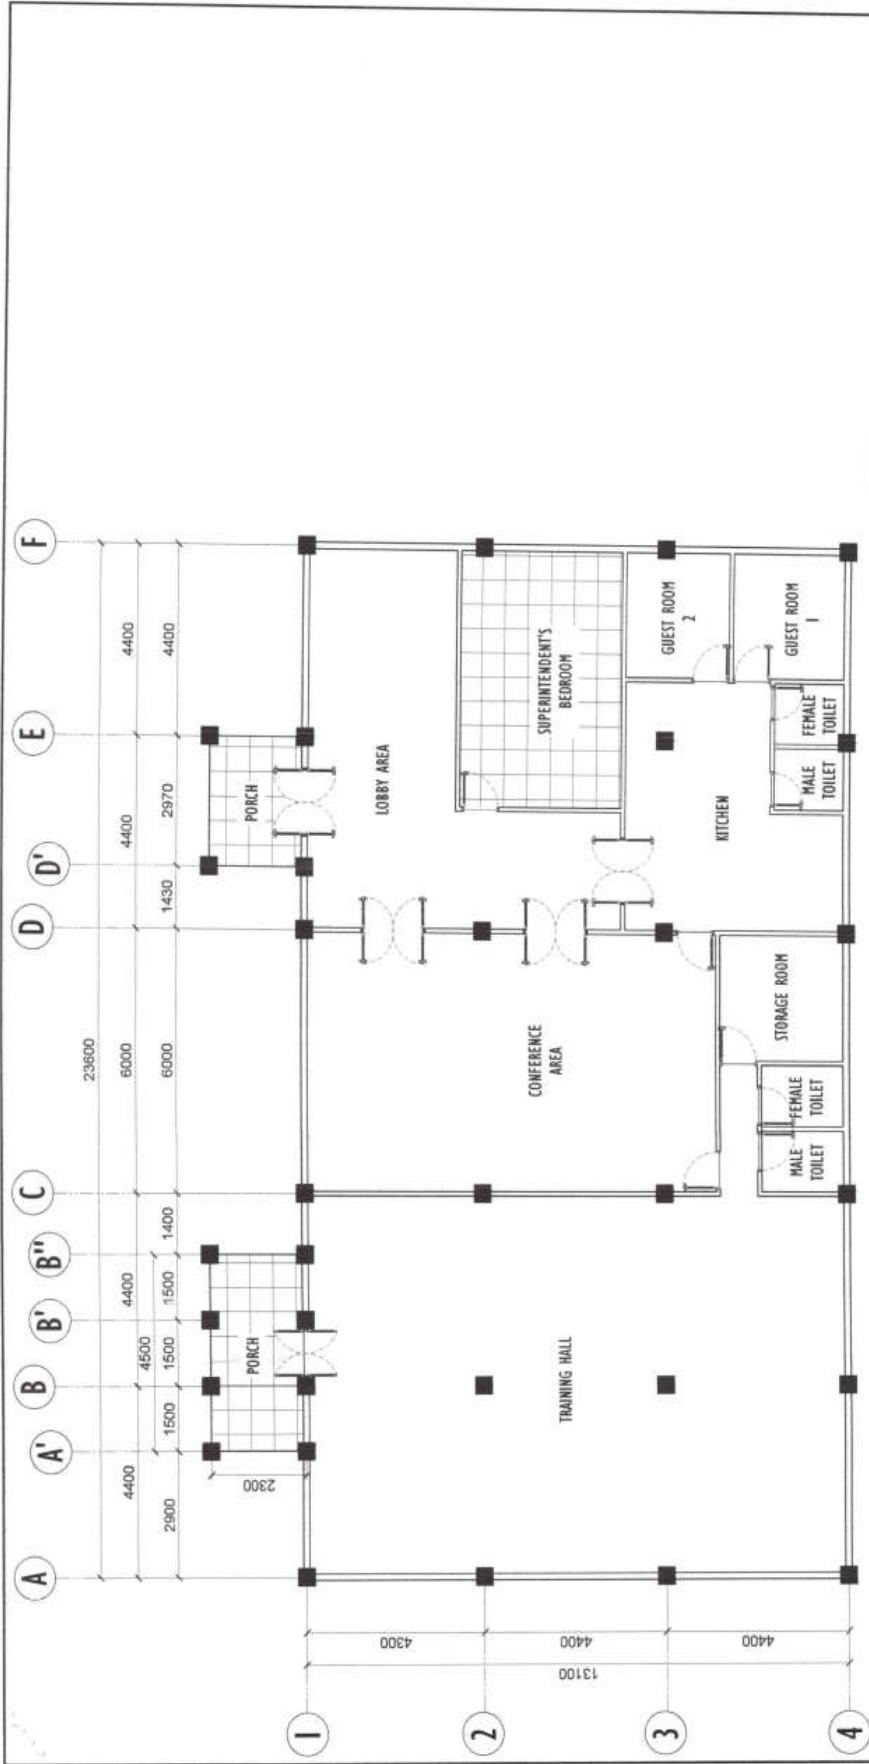 A
A'
B
B'
B"
C
D
D'
E
F
23600
4400
4400
6000
4400
4400
4500
2900
1500
1500
1500
1400
6000
1430
2970
4400
2300
1
2
3
4
13100
4300
4400
4400
PORCH
PORCH
LOBBY AREA
SUPERINTENDENT'S
BEDROOM
CONFERENCE
AREA
TRAINING HALL
KITCHEN
GUEST ROOM
2
GUEST ROOM
1
MALE
TOILET
FEMALE
TOILET
STORAGE ROOM
MALE
TOILET
FEMALE
TOILET